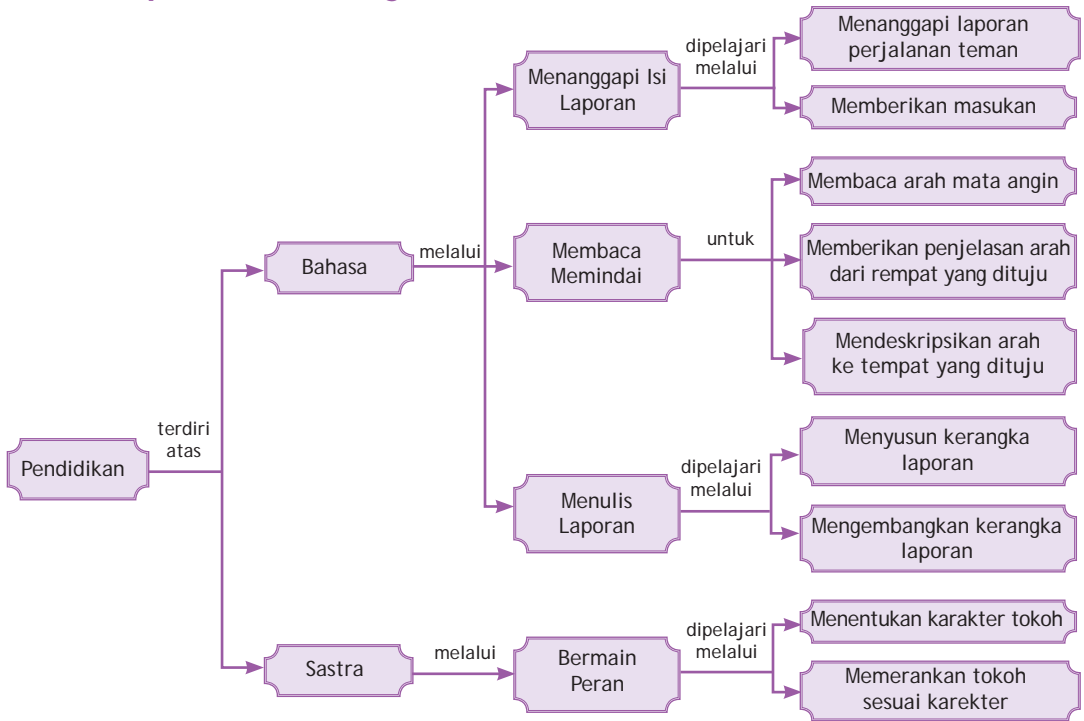 Pendidikan
terdiri
atas
Bahasa
melalui
Menanggapi Isi
Laporan
dipelajari
melalui
Menanggapi laporan
perjalanan teman
Memberikan masukan
Membaca
Memindai
untuk
Membaca arah mata angin
Memberikan penjelasan arah
dari rempat yang dituju
Mendeskripsikan arah
ke tempat yang dituju
Menulis
Laporan
dipelajari
melalui
Menyusun kerangka
laporan
Mengembangkan kerangka
laporan
Sastra
melalui
Bermain
Peran
dipelajari
melalui
Menentukan karakter tokoh
Memerankan tokoh
sesuai karekter